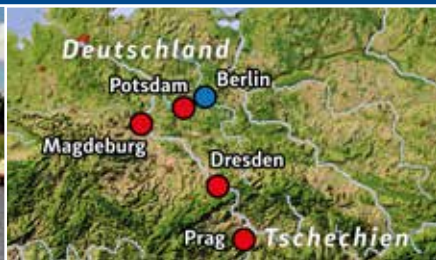 Deutschland
Potsdam
Berlin
Magdeburg
Dresden
Prag
Tschechien